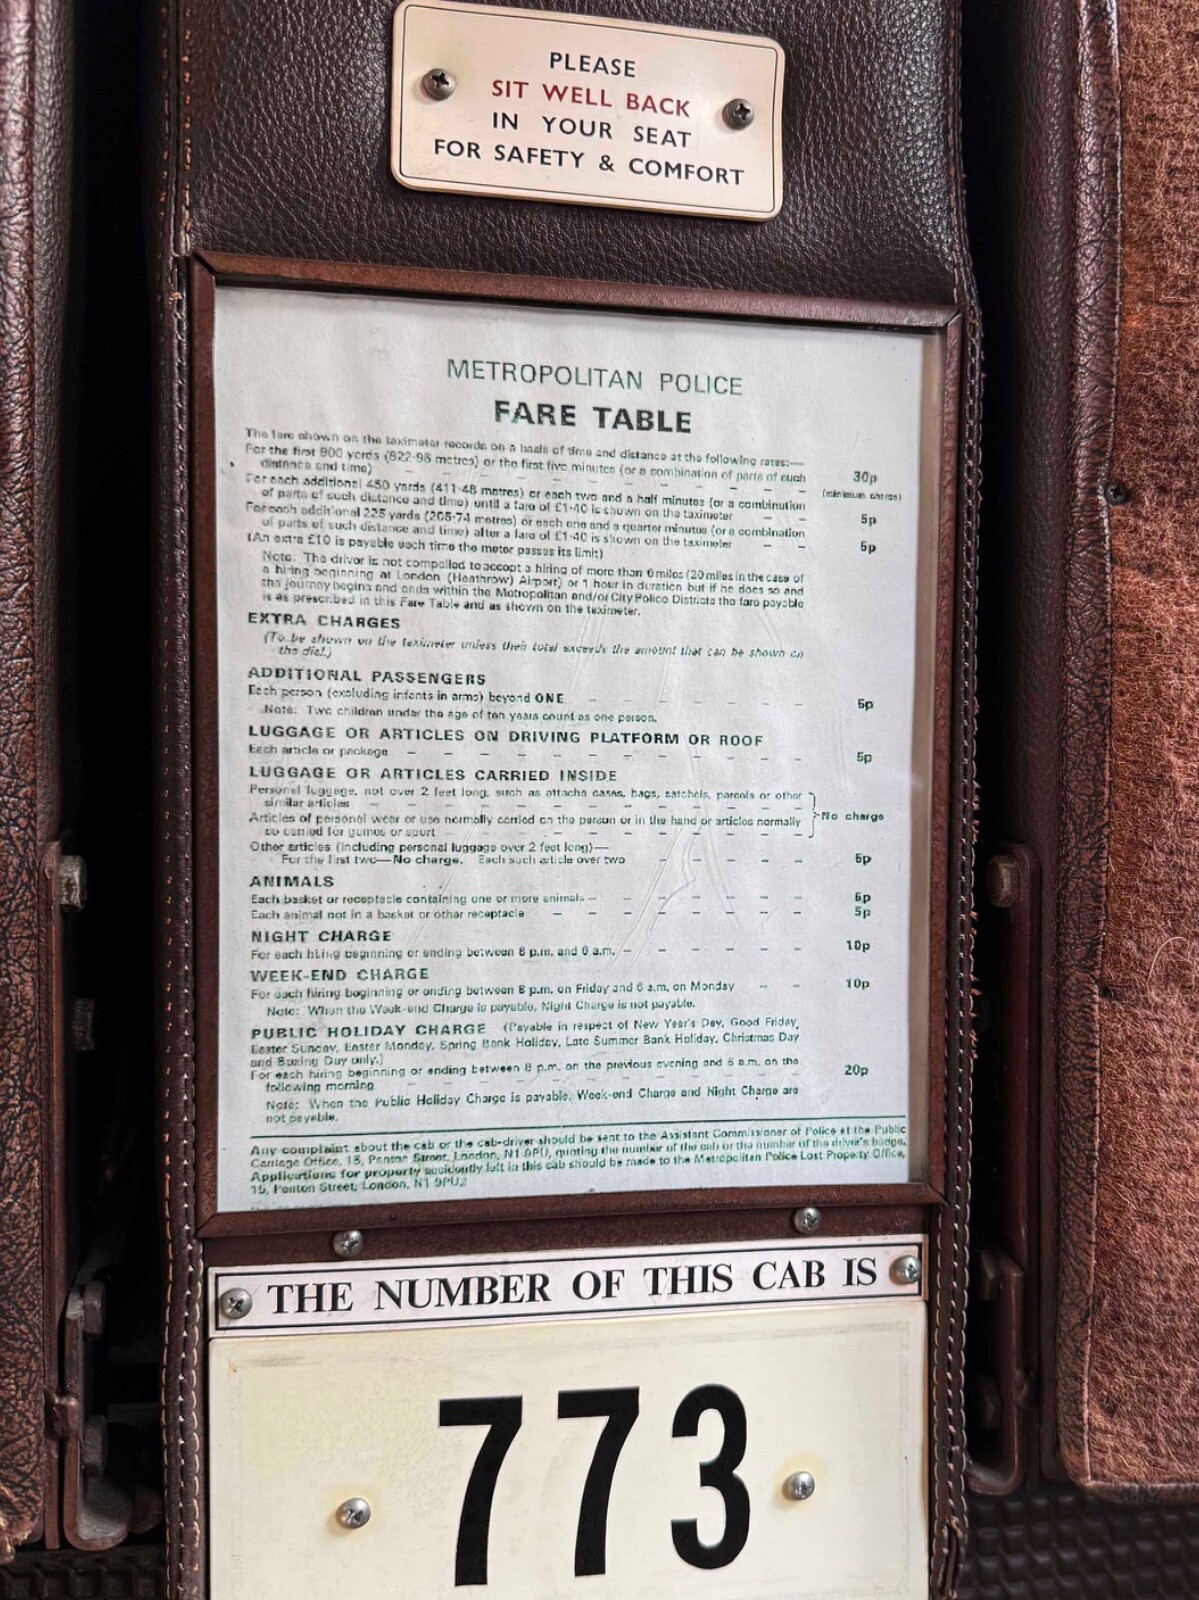 PLEASE
SIT WELL BACK
IN YOUR SEAT
FOR SAFETY & COMFORT
METROPOLITAN POLICE
FARE TABLE
The fare shown on the taximeter records on a basis of time and distance at the following rates:—
For the first 900 yards (822·96 metres) or the first five minutes (or a combination of parts of such
distance and time) – – – – – – – – – – 30p
(minimum charge)
For each additional 450 yards (411·48 metres) or each two and a half minutes (or a combination
of parts of such distance and time) until a fare of £1·40 is shown on the taximeter – – 5p
For each additional 225 yards (205·74 metres) or each one and a quarter minutes (or a combination
of parts of such distance and time) after a fare of £1·40 is shown on the taximeter – – 5p
(An extra £10 is payable each time the motor passes its limit)
Note: The driver is not compelled to accept a hiring of more than 6 miles (20 miles in the case of
a hiring beginning at London (Heathrow) Airport) or 1 hour in duration but if he does so and
the journey begins and ends within the Metropolitan and/or City Police Districts the fare payable
is as prescribed in this Fare Table and as shown on the taximeter.
EXTRA CHARGES
(To be shown on the taximeter unless their total exceeds the amount that can be shown on
the dial.)
ADDITIONAL PASSENGERS
Each person (excluding infants in arms) beyond ONE – – – – – – 5p
Note: Two children under the age of ten years count as one person.
LUGGAGE OR ARTICLES ON DRIVING PLATFORM OR ROOF
Each article or package – – – – – – – – – – – 5p
LUGGAGE OR ARTICLES CARRIED INSIDE
Personal luggage, not over 2 feet long, such as attache cases, bags, satchels, parcels or other
similar articles – – – – – – – – – – – –
Articles of personal wear or use normally carried on the person or in the hand or articles normally
so carried for games or sport – – – – – – – – – –
No charge
Other articles (including personal luggage over 2 feet long)—
For the first two—No charge. Each such article over two – – – – – 5p
ANIMALS
Each basket or receptacle containing one or more animals – – – – – – 5p
Each animal not in a basket or other receptacle – – – – – – – 5p
NIGHT CHARGE
For each hiring beginning or ending between 8 p.m. and 6 a.m. – – – – – 10p
WEEK-END CHARGE
For each hiring beginning or ending between 8 p.m. on Friday and 6 a.m. on Monday – – 10p
Note: When the Week-end Charge is payable, Night Charge is not payable.
PUBLIC HOLIDAY CHARGE (Payable in respect of New Year's Day, Good Friday,
Easter Sunday, Easter Monday, Spring Bank Holiday, Late Summer Bank Holiday, Christmas Day
and Boxing Day only.)
For each hiring beginning or ending between 8 p.m. on the previous evening and 6 a.m. on the
following morning – – – – – – – – – – – 20p
Note: When the Public Holiday Charge is payable, Week-end Charge and Night Charge are
not payable.
Any complaint about the cab or the cab-driver should be sent to the Assistant Commissioner of Police at the Public
Carriage Office, 15, Penton Street, London, N1 9PU, quoting the number of the cab or the number of the driver's badge.
Applications for property accidently left in this cab should be made to the Metropolitan Police Lost Property Office,
15, Penton Street, London, N1 9PU.
THE NUMBER OF THIS CAB IS
773